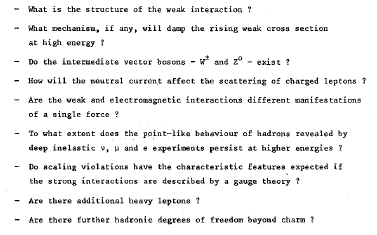 - What is the structure of the weak interaction ?
- What mechanism, if any, will damp the rising weak cross section
at high energy ?
- Do the intermediate vector bosons - W± and Z⁰ - exist ?
- How will the neutral current affect the scattering of charged leptons ?
- Are the weak and electromagnetic interactions different manifestations
of a single force ?
- To what extent does the point-like behaviour of hadrons revealed by
deep inelastic ν, μ and e experiments persist at higher energies ?
- Do scaling violations have the characteristic features expected if
the strong interactions are described by a gauge theory ?
- Are there additional heavy leptons ?
- Are there further hadronic degrees of freedom beyond charm ?